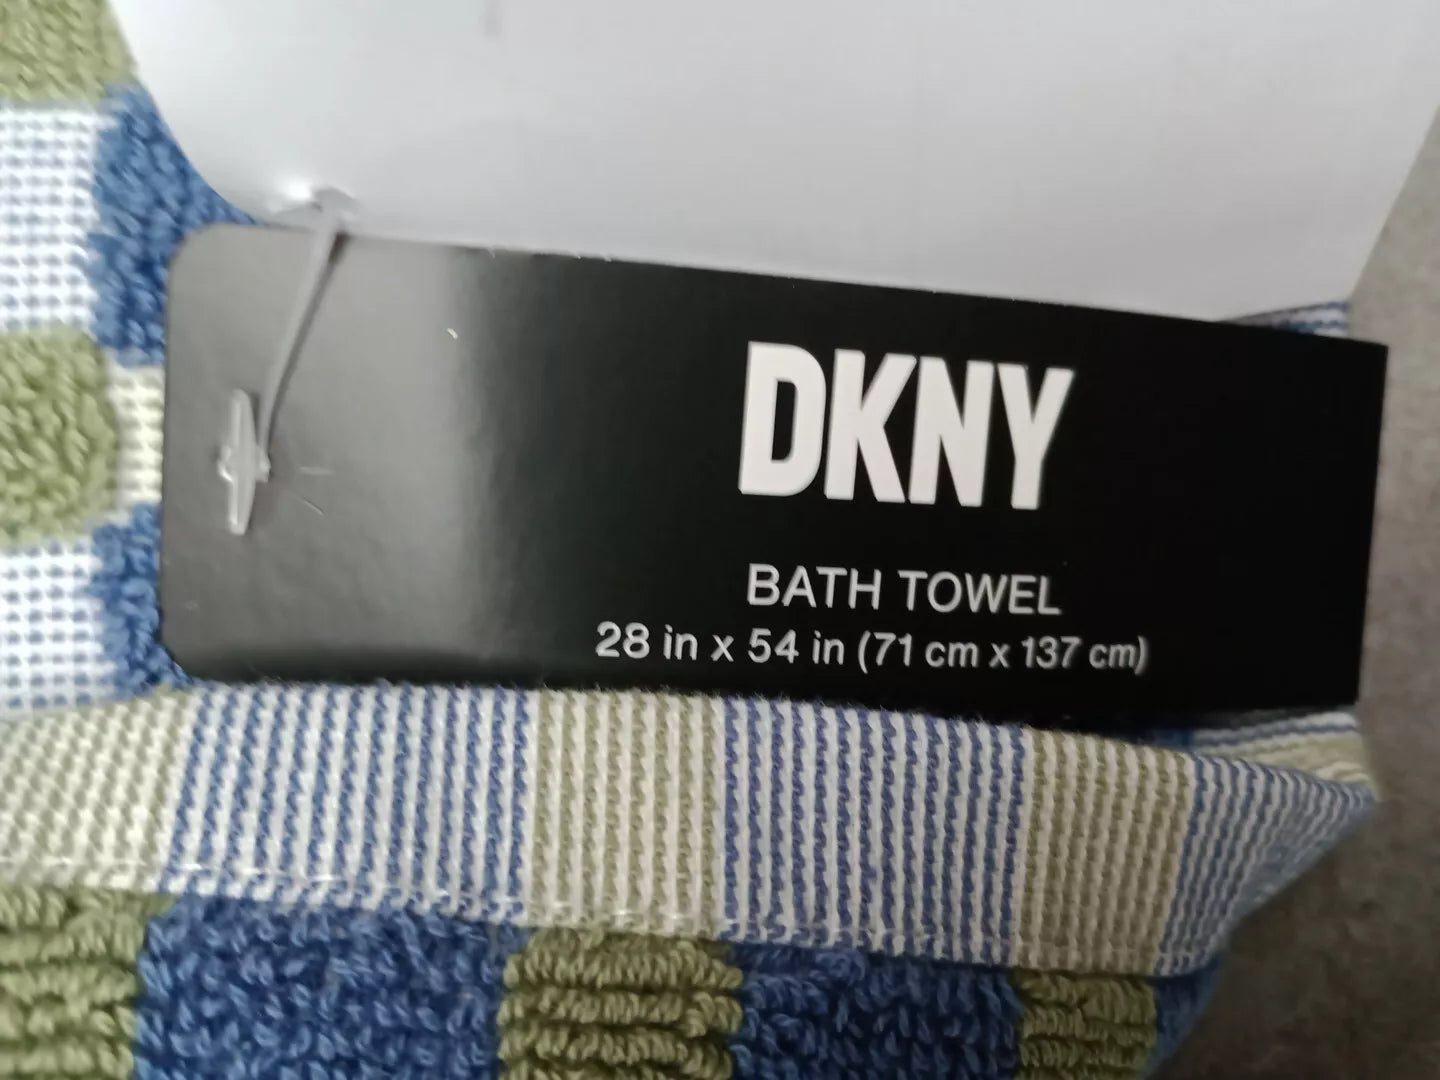 DKNY
BATH TOWEL
28 in x 54 in (71 cm x 137 cm)